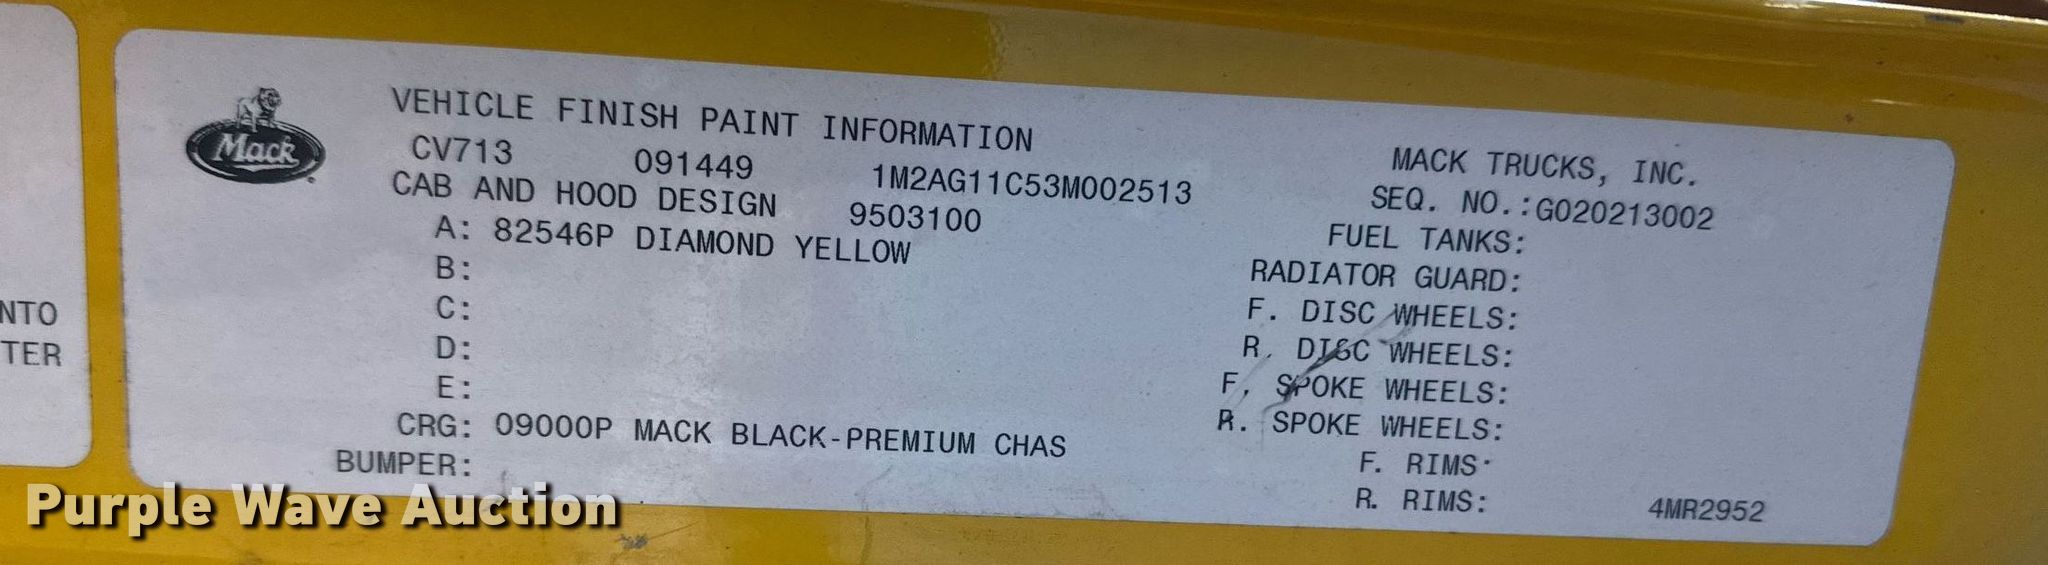 NTO
TER
Mack
VEHICLE FINISH PAINT INFORMATION
CV713 091449 1M2AG11C53M002513
CAB AND HOOD DESIGN 9503100
A: 82546P DIAMOND YELLOW
B:
C:
D:
E:
CRG: 09000P MACK BLACK-PREMIUM CHAS
BUMPER:
MACK TRUCKS, INC.
SEQ. NO.:G020213002
FUEL TANKS:
RADIATOR GUARD:
F. DISC WHEELS:
R. DISC WHEELS:
F. SPOKE WHEELS:
R. SPOKE WHEELS:
F. RIMS:
R. RIMS:
4MR2952
Purple Wave Auction